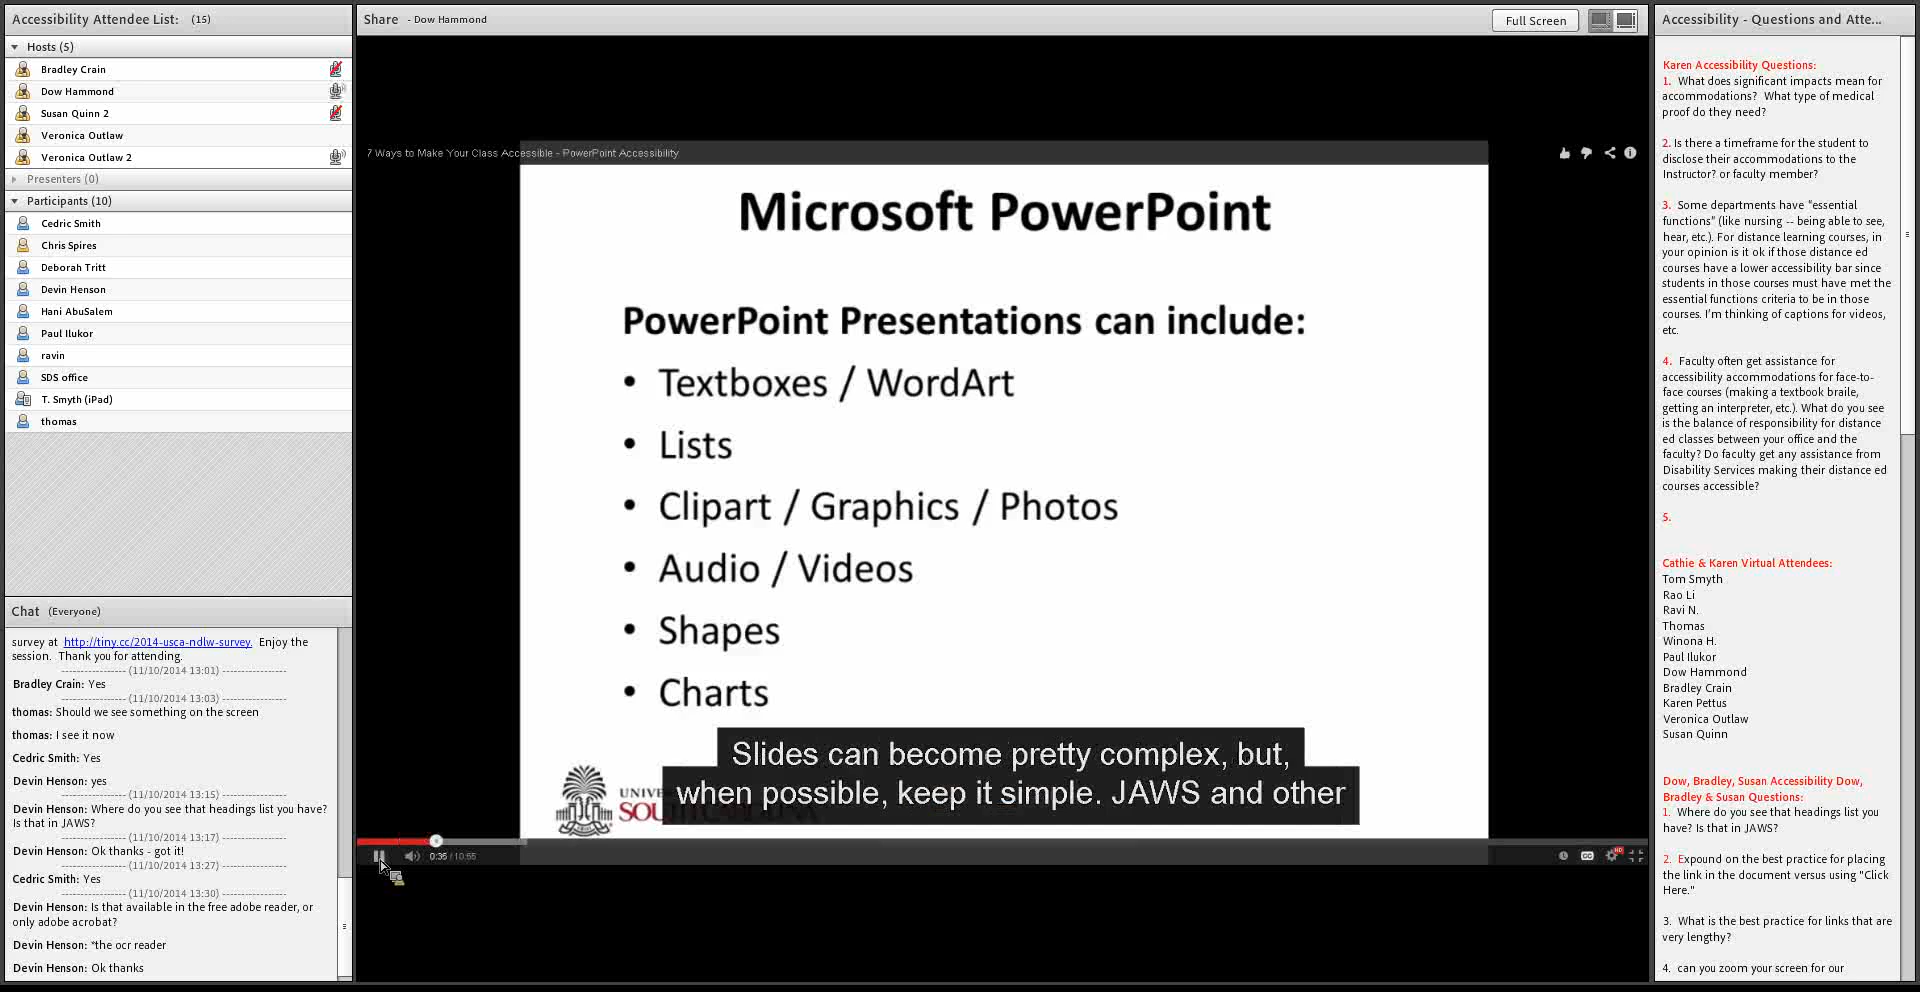 Accessibility Attendee List: (15)
Hosts (5)
Bradley Crain
Dow Hammond
Susan Quinn 2
Veronica Outlaw
Veronica Outlaw 2
Presenters (0)
Participants (10)
Cedric Smith
Chris Spires
Deborah Tritt
Devin Henson
Hani AbuSalem
Paul Ilukor
ravin
SDS office
T. Smyth (iPad)
thomas
Chat (Everyone)
survey at http://tiny.cc/2014-usca-ndlw-survey. Enjoy the
session. Thank you for attending.
------------------ (11/10/2014 13:01) ------------------
Bradley Crain: Yes
------------------ (11/10/2014 13:03) ------------------
thomas: Should we see something on the screen
thomas: I see it now
Cedric Smith: Yes
Devin Henson: yes
------------------ (11/10/2014 13:15) ------------------
Devin Henson: Where do you see that headings list you have?
Is that in JAWS?
------------------ (11/10/2014 13:17) ------------------
Devin Henson: Ok thanks - got it!
------------------ (11/10/2014 13:27) ------------------
Cedric Smith: Yes
------------------ (11/10/2014 13:30) ------------------
Devin Henson: Is that available in the free adobe reader, or
only adobe acrobat?
Devin Henson: *the ocr reader
Devin Henson: Ok thanks
Share - Dow Hammond
Full Screen
7 Ways to Make Your Class Accessible - PowerPoint Accessibility
Microsoft PowerPoint
PowerPoint Presentations can include:
• Textboxes / WordArt
• Lists
• Clipart / Graphics / Photos
• Audio / Videos
• Shapes
• Charts
Slides can become pretty complex, but,
when possible, keep it simple. JAWS and other
0:35 / 10:55
CC
HD
Accessibility - Questions and Atte...
Karen Accessibility Questions:
1. What does significant impacts mean for
accommodations? What type of medical
proof do they need?
2. Is there a timeframe for the student to
disclose their accommodations to the
Instructor? or faculty member?
3. Some departments have "essential
functions" (like nursing -- being able to see,
hear, etc.). For distance learning courses, in
your opinion is it ok if those distance ed
courses have a lower accessibility bar since
students in those courses must have met the
essential functions criteria to be in those
courses. I'm thinking of captions for videos,
etc.
4. Faculty often get assistance for
accessibility accommodations for face-to-
face courses (making a textbook braile,
getting an interpreter, etc.). What do you see
is the balance of responsibility for distance
ed classes between your office and the
faculty? Do faculty get any assistance from
Disability Services making their distance ed
courses accessible?
5.
Cathie & Karen Virtual Attendees:
Tom Smyth
Rao Li
Ravi N.
Thomas
Winona H.
Paul Ilukor
Dow Hammond
Bradley Crain
Karen Pettus
Veronica Outlaw
Susan Quinn
Dow, Bradley, Susan Accessibility Dow,
Bradley & Susan Questions:
1. Where do you see that headings list you
have? Is that in JAWS?
2. Expound on the best practice for placing
the link in the document versus using "Click
Here."
3. What is the best practice for links that are
very lengthy?
4. can you zoom your screen for our